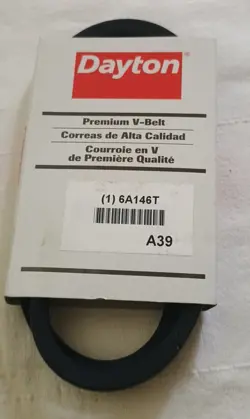 Dayton
Premium V-Belt
Correas de Alta Calidad
Courroie en V
de Première Qualité
(1) 6A146T
A39